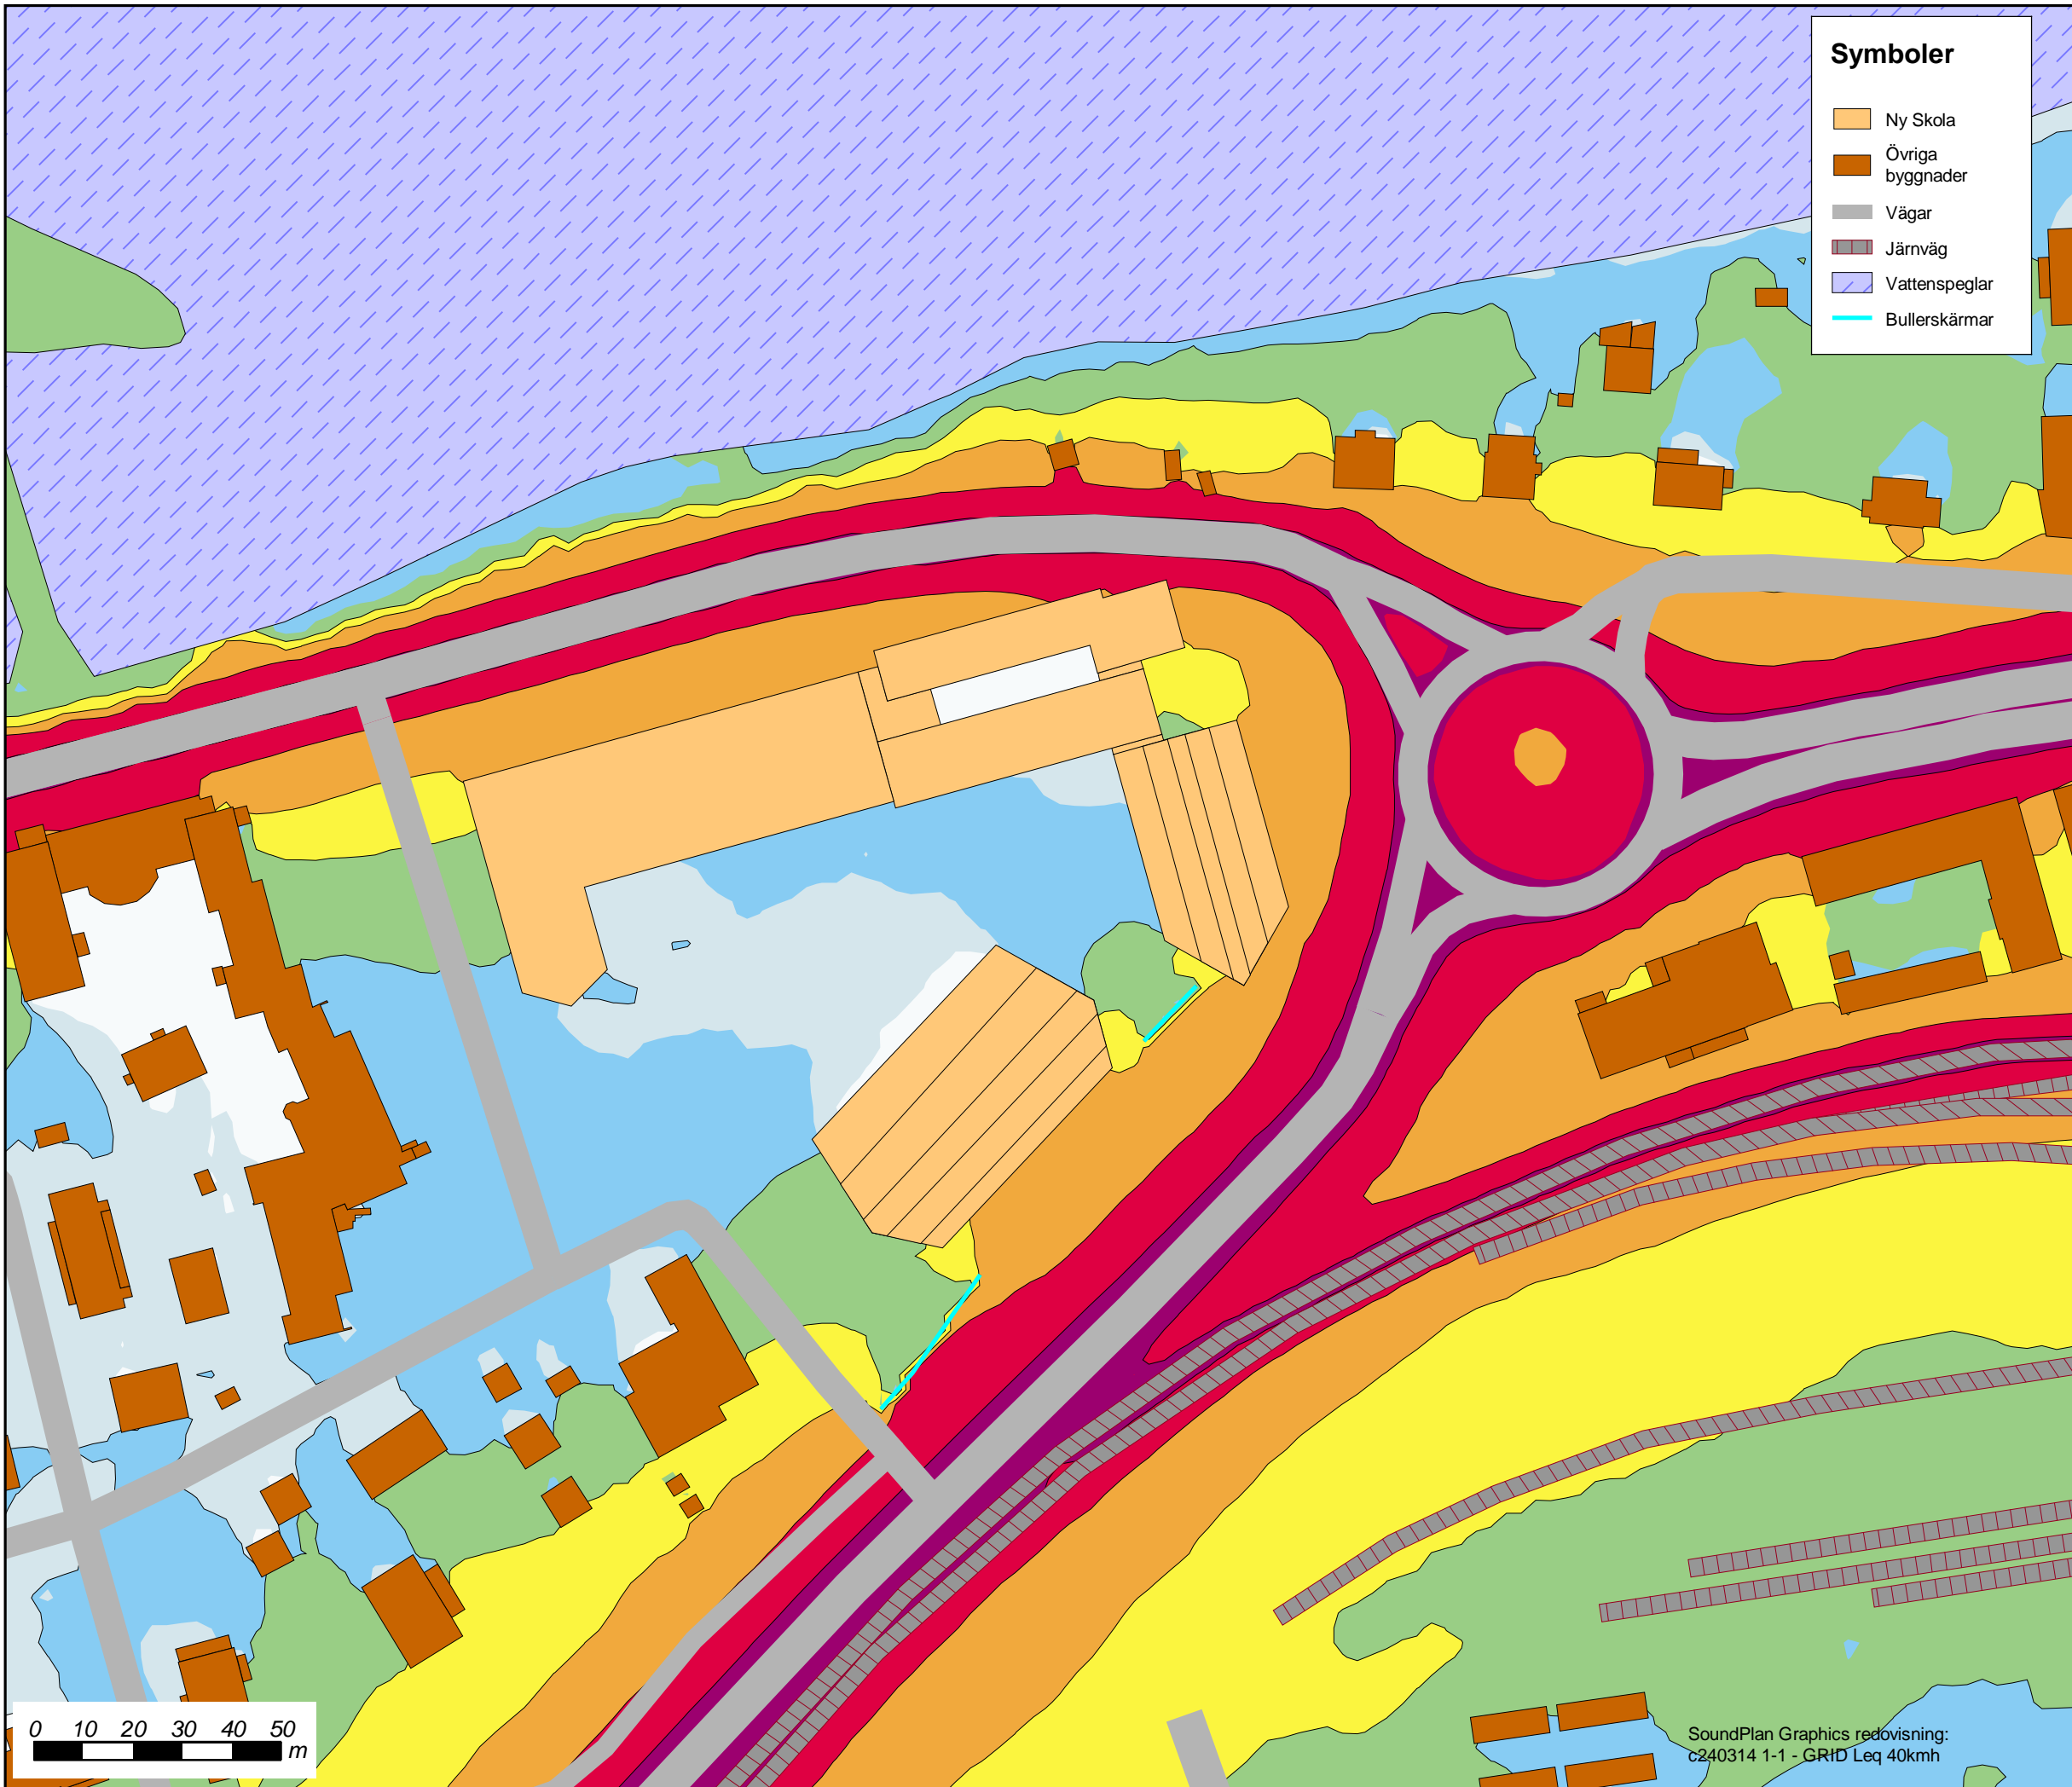 Symboler
Ny Skola
Övriga
byggnader
Vägar
Järnväg
Vattenspeglar
Bullerskärmar
0 10 20 30 40 50
m
SoundPlan Graphics redovisning:
c240314 1-1 - GRID Leq 40kmh